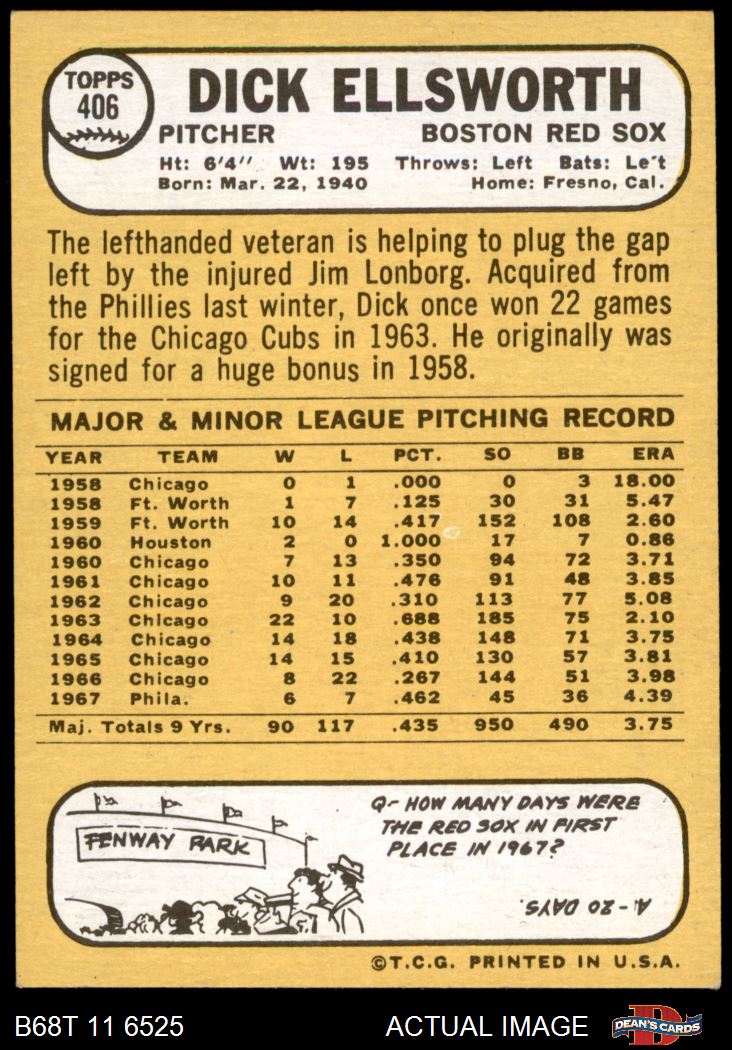 TOPPS
406
DICK ELLSWORTH
PITCHER BOSTON RED SOX
Ht: 6'4" Wt: 195 Throws: Left Bats: Le't
Born: Mar. 22, 1940 Home: Fresno, Cal.
The lefthanded veteran is helping to plug the gap
left by the injured Jim Lonborg. Acquired from
the Phillies last winter, Dick once won 22 games
for the Chicago Cubs in 1963. He originally was
signed for a huge bonus in 1958.
MAJOR & MINOR LEAGUE PITCHING RECORD
YEAR TEAM W L PCT. SO BB ERA
1958 Chicago 0 1 .000 0 3 18.00
1958 Ft. Worth 1 7 .125 30 31 5.47
1959 Ft. Worth 10 14 .417 152 108 2.60
1960 Houston 2 0 1.000 17 7 0.86
1960 Chicago 7 13 .350 94 72 3.71
1961 Chicago 10 11 .476 91 48 3.85
1962 Chicago 9 20 .310 113 77 5.08
1963 Chicago 22 10 .688 185 75 2.10
1964 Chicago 14 18 .438 148 71 3.75
1965 Chicago 14 15 .410 130 57 3.81
1966 Chicago 8 22 .267 144 51 3.98
1967 Phila. 6 7 .462 45 36 4.39
Maj. Totals 9 Yrs. 90 117 .435 950 490 3.75
FENWAY PARK
Q- HOW MANY DAYS WERE
THE RED SOX IN FIRST
PLACE IN 1967?
A.- 20 DAYS.
©T.C.G. PRINTED IN U.S.A.
B68T 11 6525 ACTUAL IMAGE D DEAN'S CARDS